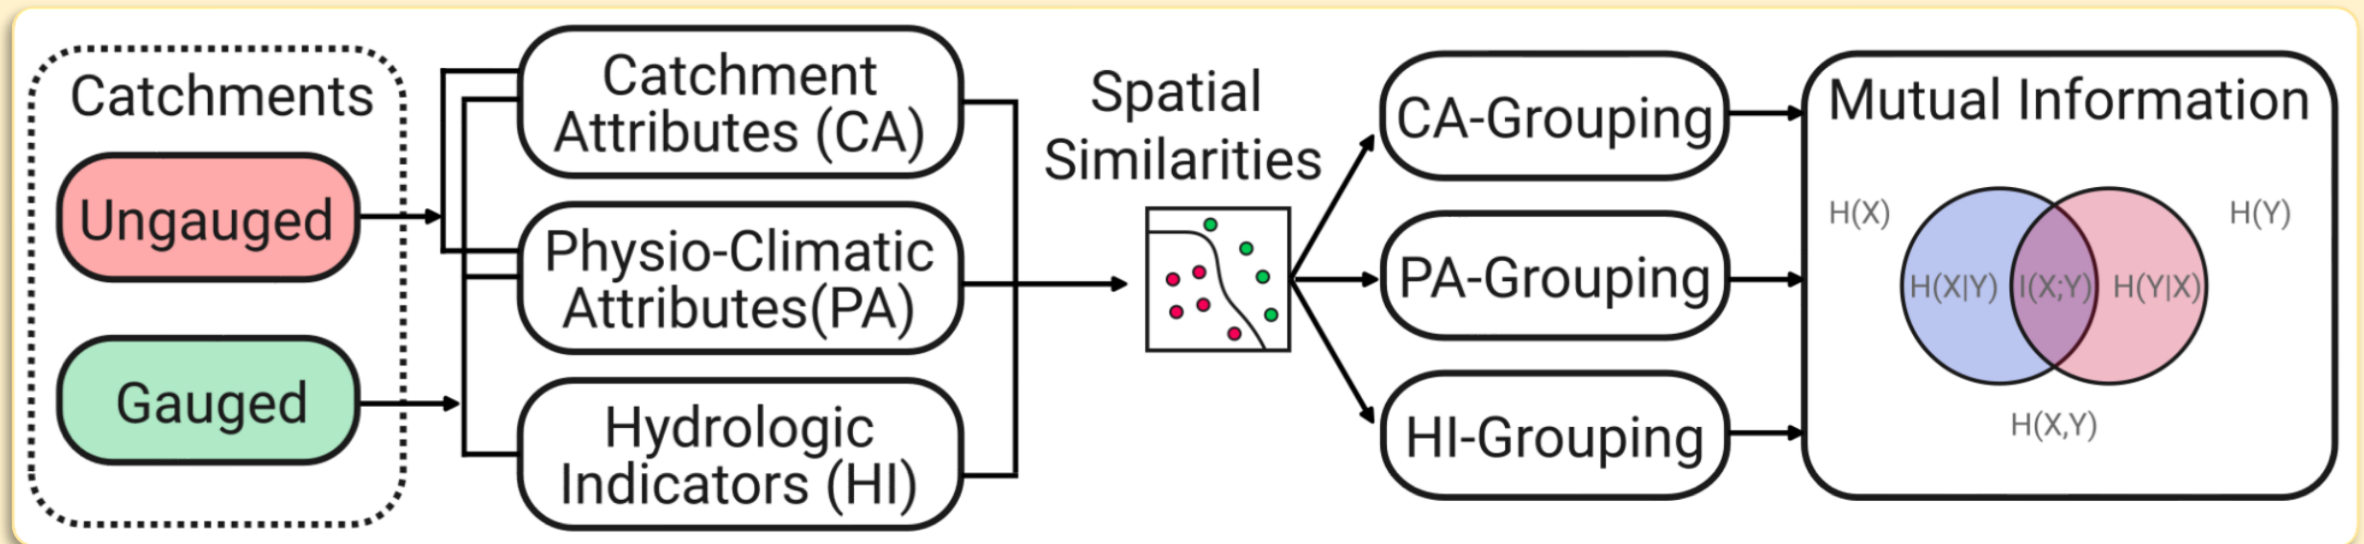 Catchments
Ungauged
Gauged
Catchment
Attributes (CA)
Physio-Climatic
Attributes(PA)
Hydrologic
Indicators (HI)
Spatial
Similarities
CA-Grouping
PA-Grouping
HI-Grouping
Mutual Information
H(X)
H(Y)
H(X|Y)
I(X;Y)
H(Y|X)
H(X,Y)